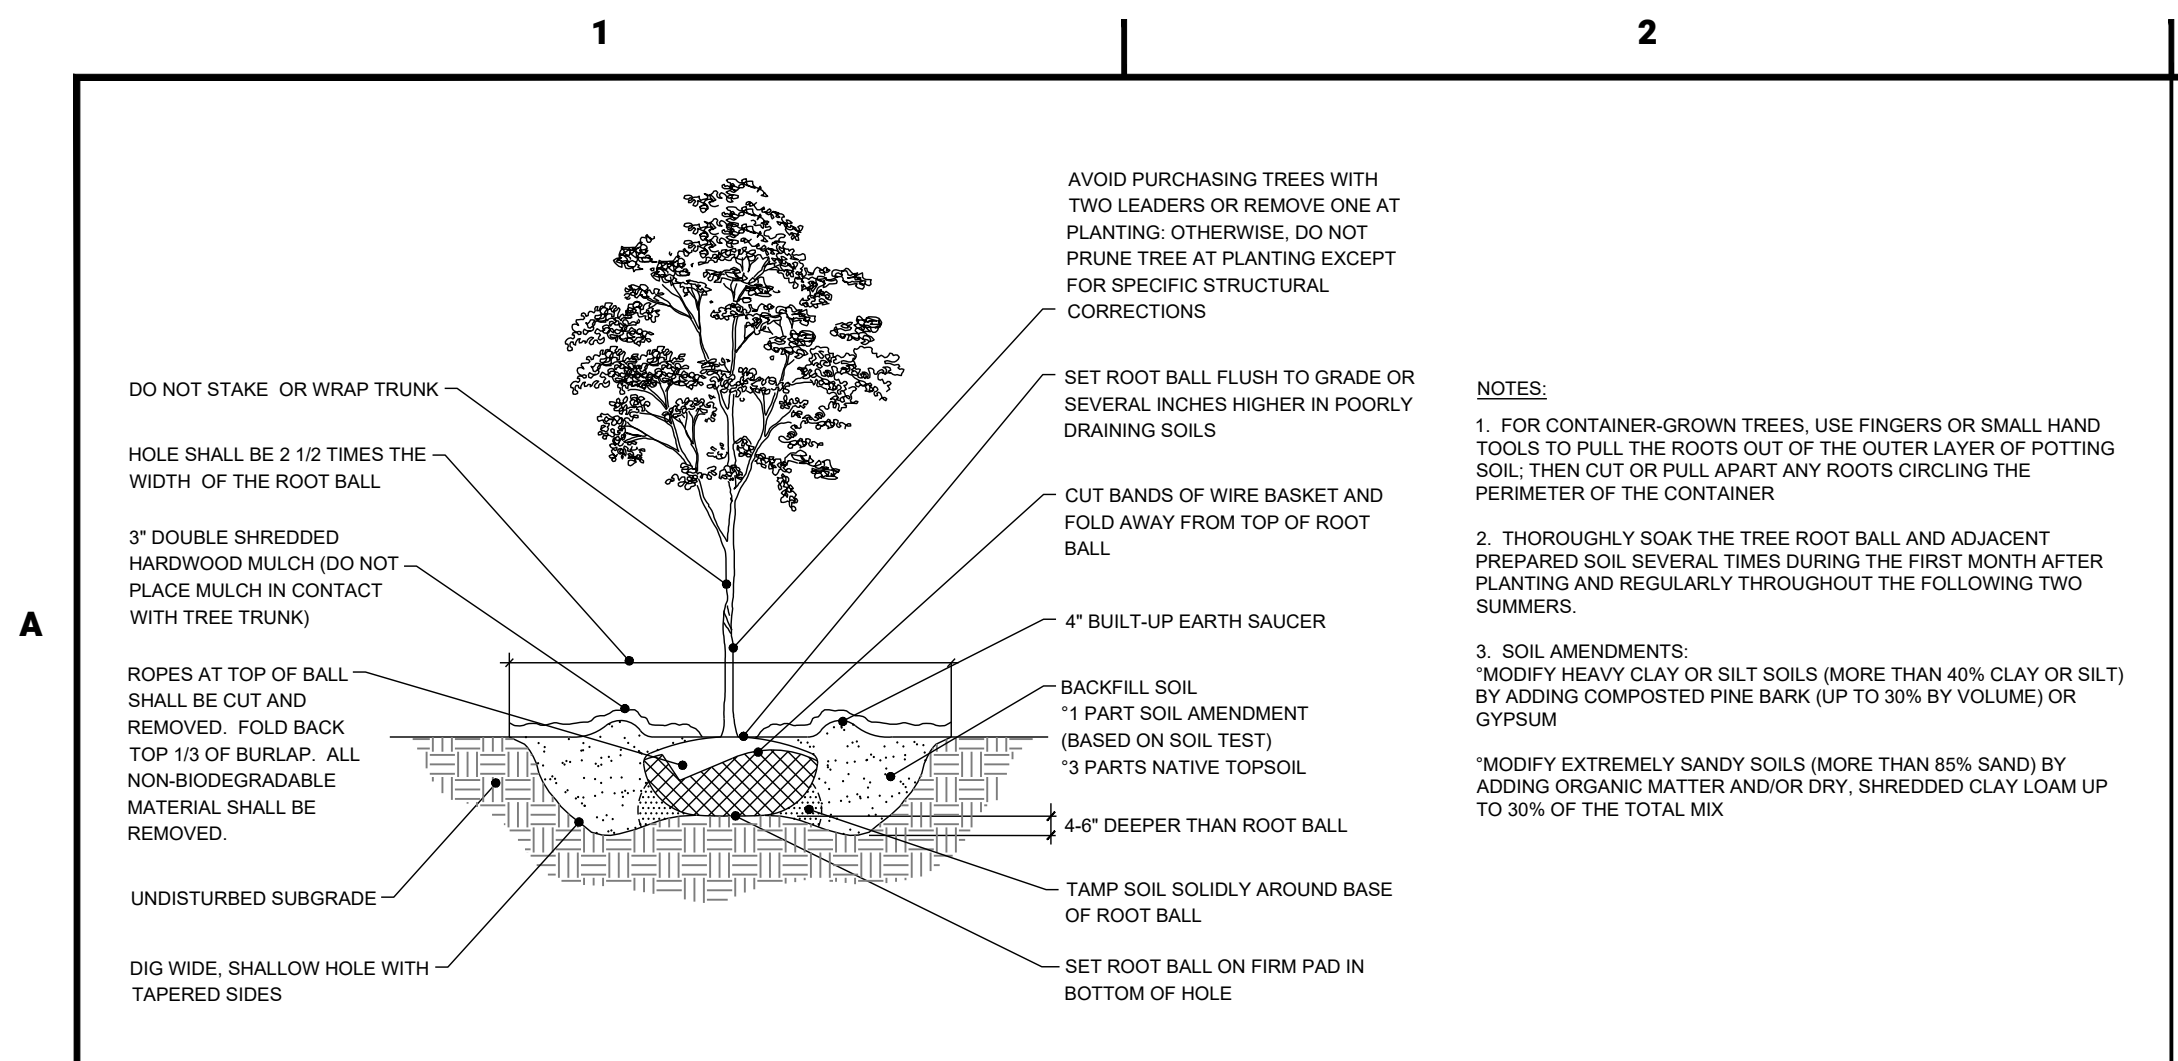 1
2
A
DO NOT STAKE OR WRAP TRUNK
HOLE SHALL BE 2 1/2 TIMES THE
WIDTH OF THE ROOT BALL
3" DOUBLE SHREDDED
HARDWOOD MULCH (DO NOT
PLACE MULCH IN CONTACT
WITH TREE TRUNK)
ROPES AT TOP OF BALL
SHALL BE CUT AND
REMOVED. FOLD BACK
TOP 1/3 OF BURLAP. ALL
NON-BIODEGRADABLE
MATERIAL SHALL BE
REMOVED.
UNDISTURBED SUBGRADE
DIG WIDE, SHALLOW HOLE WITH
TAPERED SIDES
AVOID PURCHASING TREES WITH
TWO LEADERS OR REMOVE ONE AT
PLANTING: OTHERWISE, DO NOT
PRUNE TREE AT PLANTING EXCEPT
FOR SPECIFIC STRUCTURAL
CORRECTIONS
SET ROOT BALL FLUSH TO GRADE OR
SEVERAL INCHES HIGHER IN POORLY
DRAINING SOILS
CUT BANDS OF WIRE BASKET AND
FOLD AWAY FROM TOP OF ROOT
BALL
4" BUILT-UP EARTH SAUCER
BACKFILL SOIL
°1 PART SOIL AMENDMENT
(BASED ON SOIL TEST)
°3 PARTS NATIVE TOPSOIL
4-6" DEEPER THAN ROOT BALL
TAMP SOIL SOLIDLY AROUND BASE
OF ROOT BALL
SET ROOT BALL ON FIRM PAD IN
BOTTOM OF HOLE
NOTES:
1. FOR CONTAINER-GROWN TREES, USE FINGERS OR SMALL HAND
TOOLS TO PULL THE ROOTS OUT OF THE OUTER LAYER OF POTTING
SOIL; THEN CUT OR PULL APART ANY ROOTS CIRCLING THE
PERIMETER OF THE CONTAINER
2. THOROUGHLY SOAK THE TREE ROOT BALL AND ADJACENT
PREPARED SOIL SEVERAL TIMES DURING THE FIRST MONTH AFTER
PLANTING AND REGULARLY THROUGHOUT THE FOLLOWING TWO
SUMMERS.
3. SOIL AMENDMENTS:
°MODIFY HEAVY CLAY OR SILT SOILS (MORE THAN 40% CLAY OR SILT)
BY ADDING COMPOSTED PINE BARK (UP TO 30% BY VOLUME) OR
GYPSUM
°MODIFY EXTREMELY SANDY SOILS (MORE THAN 85% SAND) BY
ADDING ORGANIC MATTER AND/OR DRY, SHREDDED CLAY LOAM UP
TO 30% OF THE TOTAL MIX